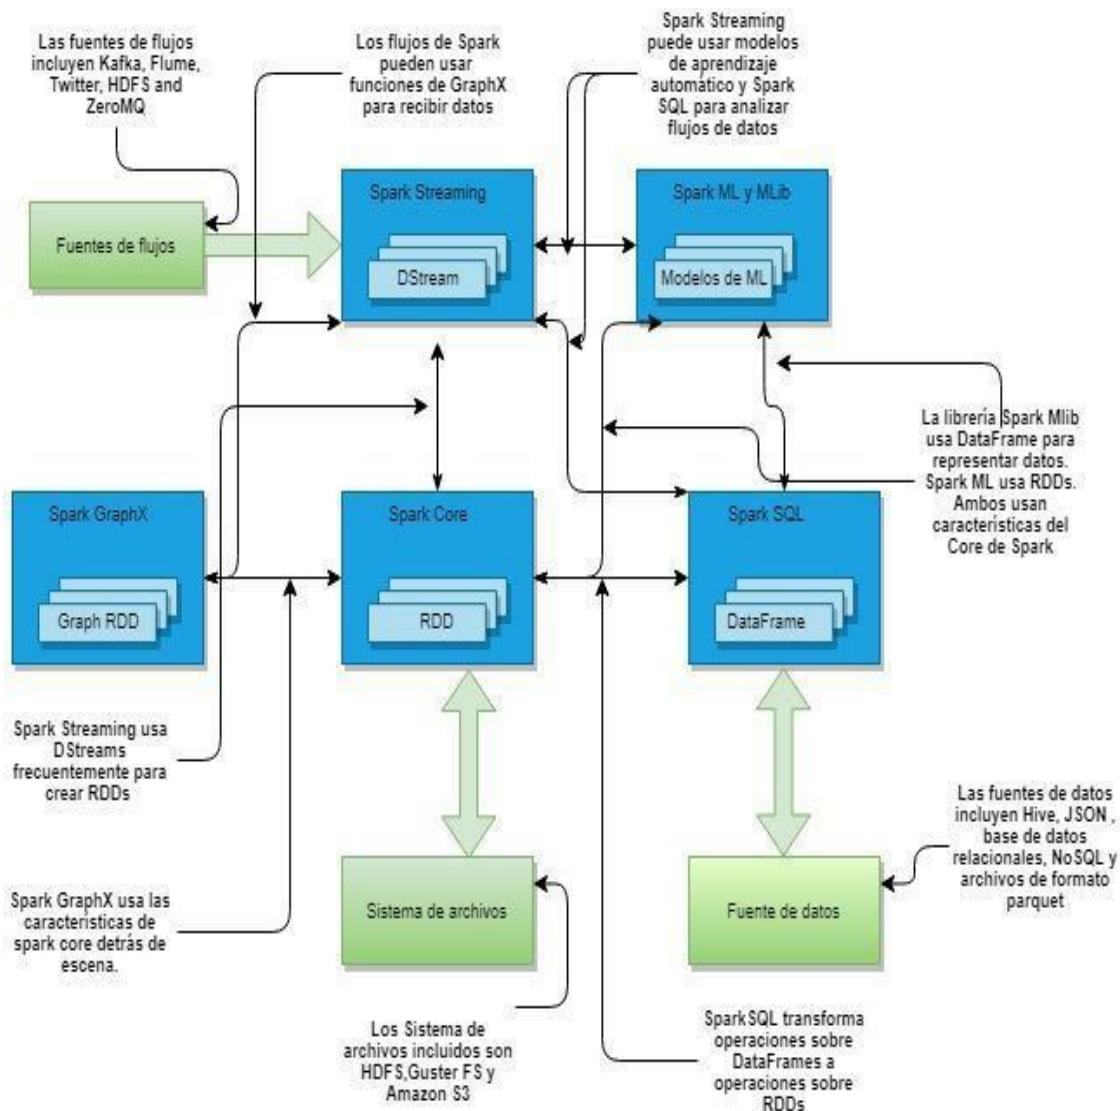 Las fuentes de flujos
incluyen Kafka, Flume,
Twitter, HDFS and
ZeroMQ
Los flujos de Spark
pueden usar
funciones de GraphX
para recibir datos
Spark Streaming
puede usar modelos
de aprendizaje
automático y Spark
SQL para analizar
flujos de datos
Fuentes de flujos
Spark Streaming
DStream
Spark ML y MLib
Modelos de ML
La librería Spark Mlib
usa DataFrame para
representar datos.
Spark ML usa RDDs.
Ambos usan
características del
Core de Spark
Spark GraphX
Graph RDD
Spark Core
RDD
Spark SQL
DataFrame
Spark Streaming usa
DStreams
frecuentemente para
crear RDDs
Spark GraphX usa las
características de
spark core detrás de
escena.
Sistema de archivos
Fuente de datos
Las fuentes de datos
incluyen Hive, JSON ,
base de datos
relacionales, NoSQL y
archivos de formato
parquet
Los Sistema de
archivos incluidos son
HDFS,Guster FS y
Amazon S3
SparkSQL transforma
operaciones sobre
DataFrames a
operaciones sobre
RDDs